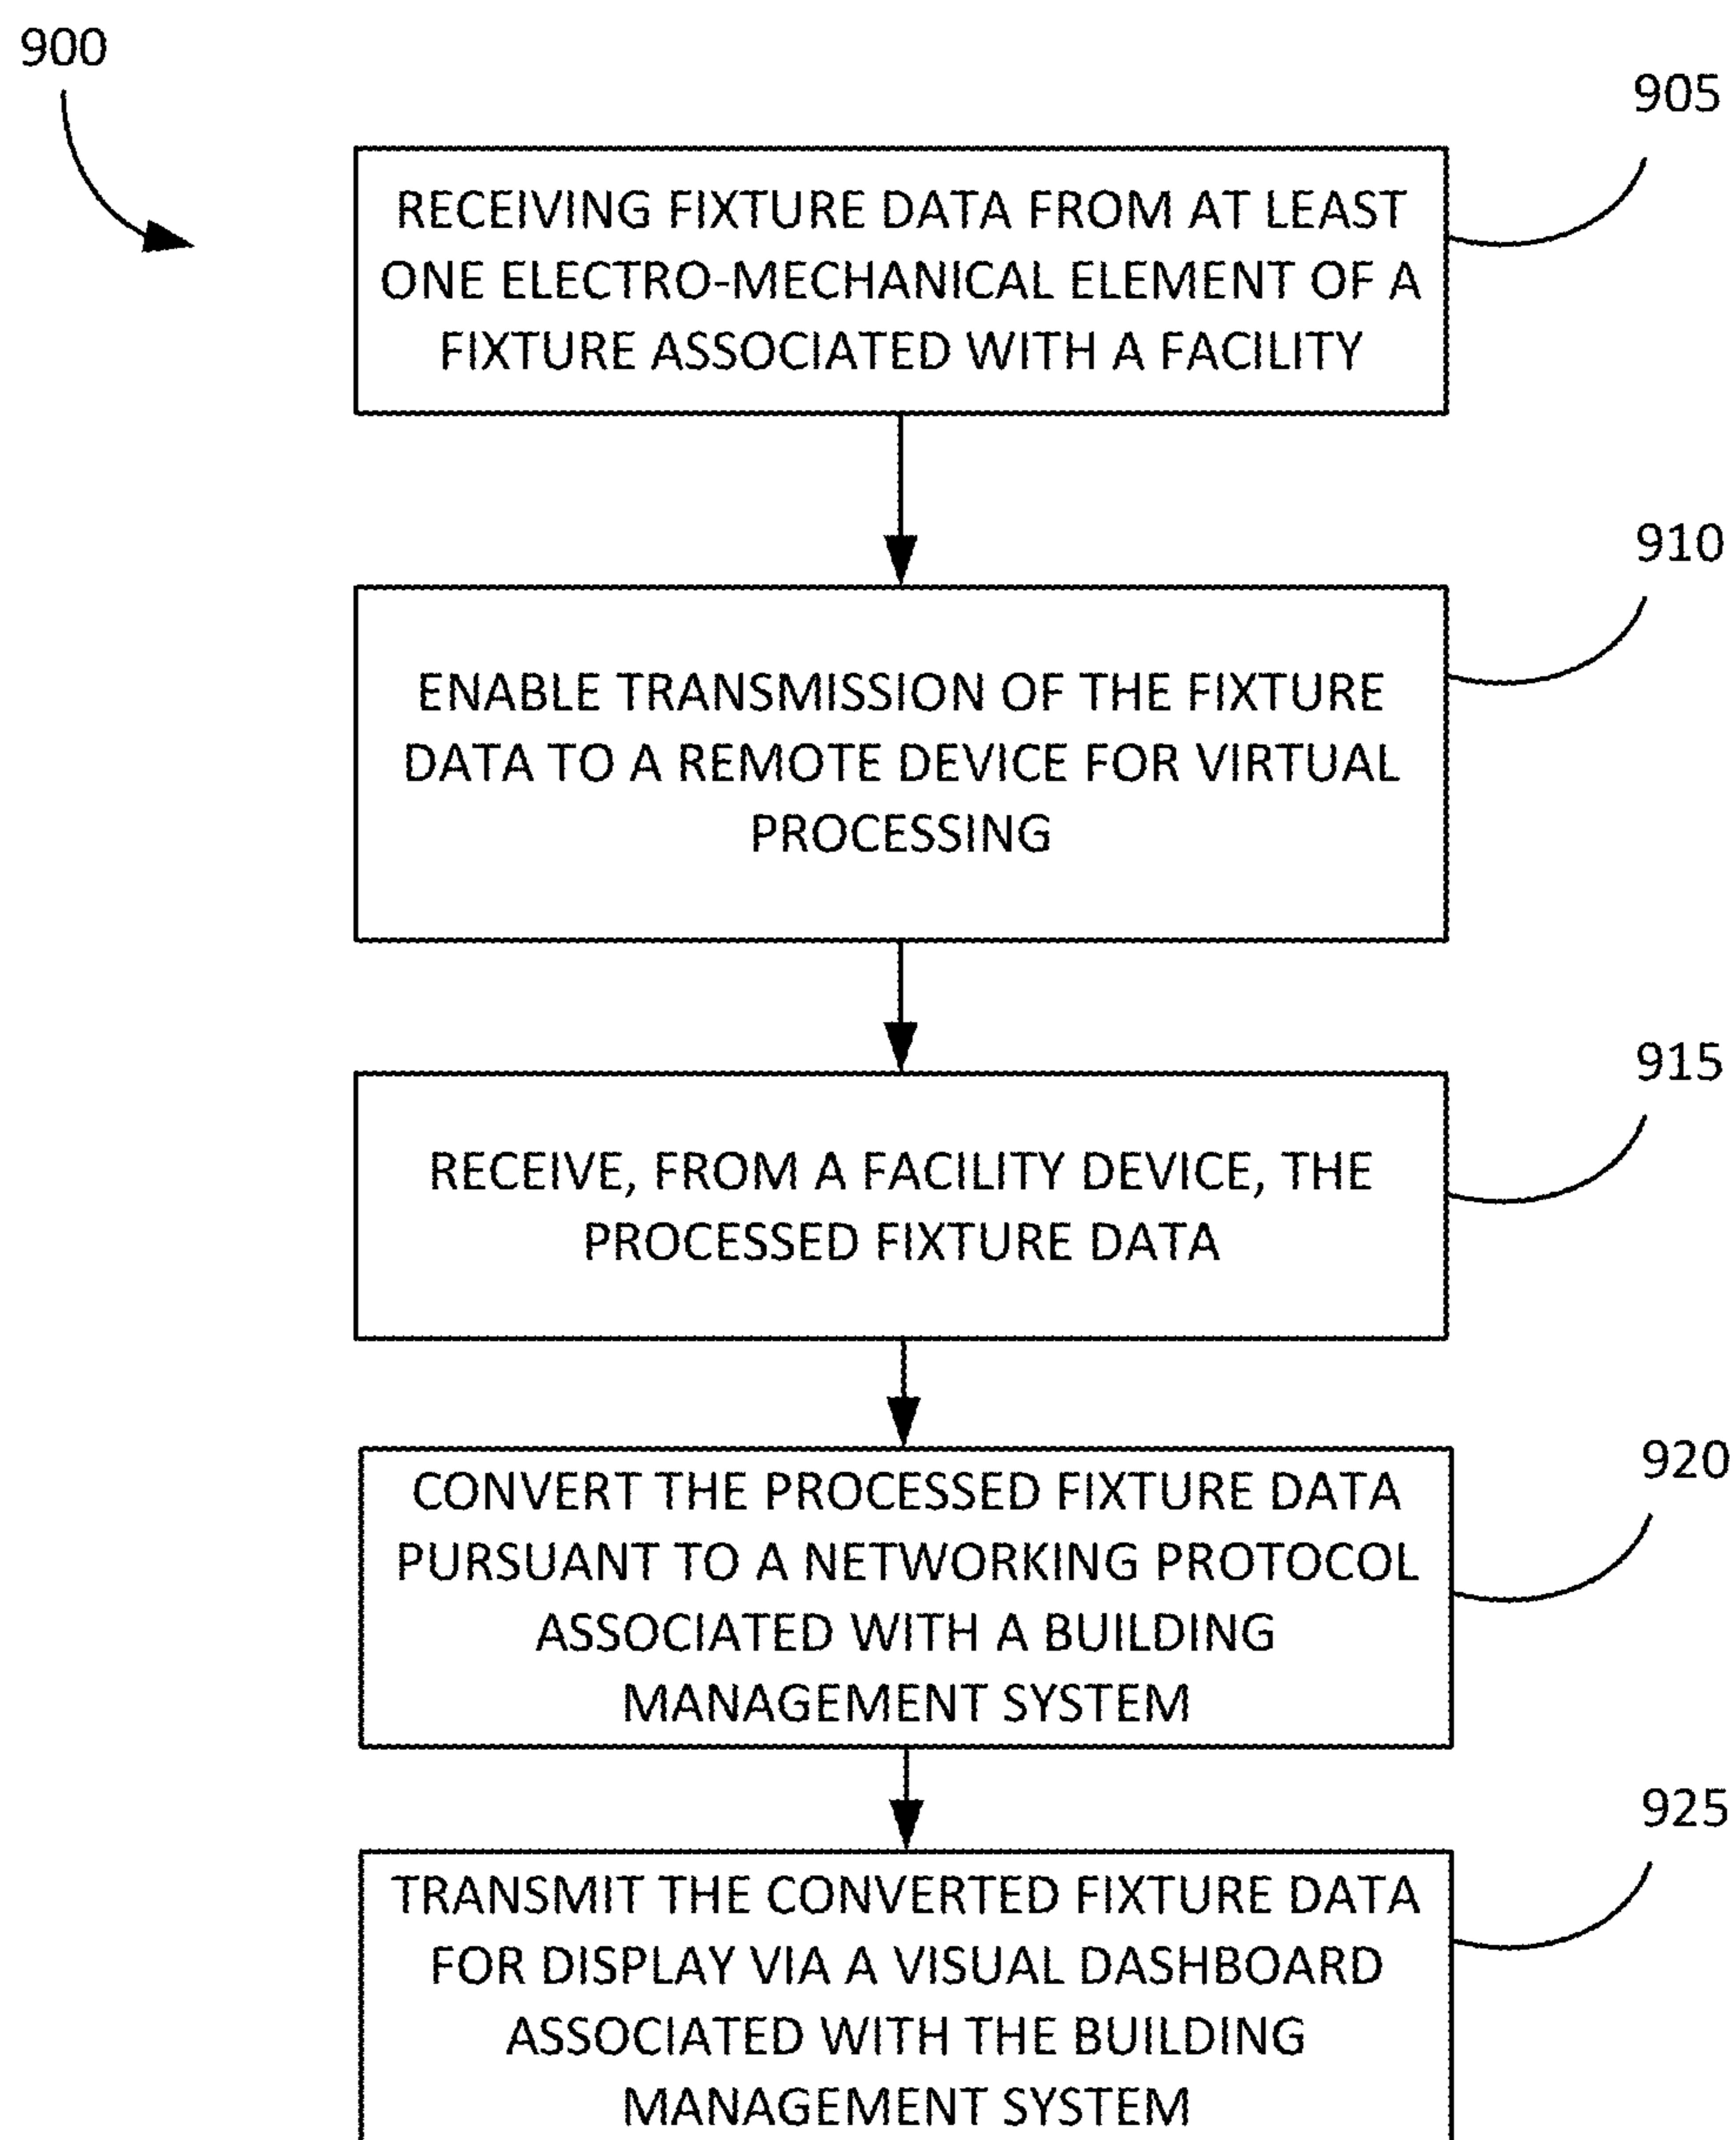 900
905
RECEIVING FIXTURE DATA FROM AT LEAST
ONE ELECTRO-MECHANICAL ELEMENT OF A
FIXTURE ASSOCIATED WITH A FACILITY
910
ENABLE TRANSMISSION OF THE FIXTURE
DATA TO A REMOTE DEVICE FOR VIRTUAL
PROCESSING
915
RECEIVE, FROM A FACILITY DEVICE, THE
PROCESSED FIXTURE DATA
920
CONVERT THE PROCESSED FIXTURE DATA
PURSUANT TO A NETWORKING PROTOCOL
ASSOCIATED WITH A BUILDING
MANAGEMENT SYSTEM
925
TRANSMIT THE CONVERTED FIXTURE DATA
FOR DISPLAY VIA A VISUAL DASHBOARD
ASSOCIATED WITH THE BUILDING
MANAGEMENT SYSTEM